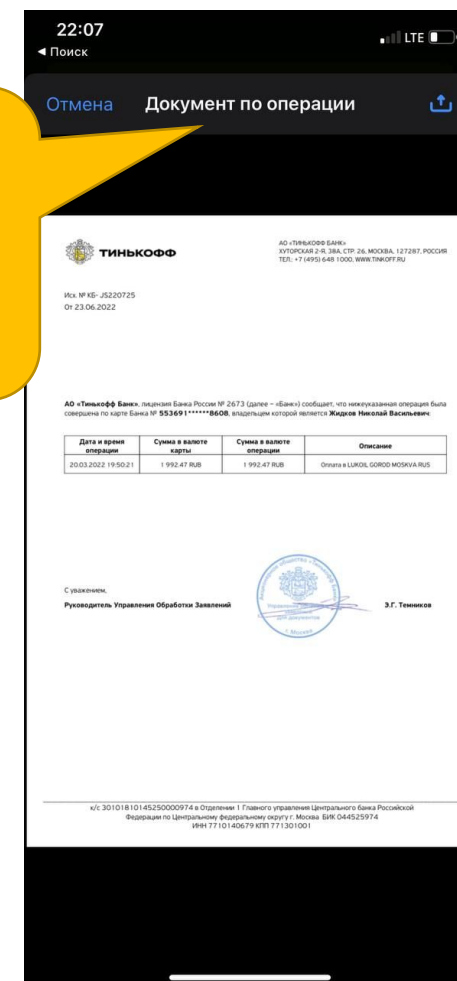 22:07
LTE
◀ Поиск
Отмена Документ по операции
ТИНЬКОФФ
АО «ТИНЬКОФФ БАНК»
ХУТОРСКАЯ 2-Я, 38А, СТР. 26, МОСКВА, 127287, РОССИЯ
ТЕЛ.: +7 (495) 648 1000, WWW.TINKOFF.RU
Исх. № КБ- JS220725
От 23.06.2022
АО «Тинькофф Банк», лицензия Банка России № 2673 (далее – «Банк») сообщает, что нижеуказанная операция была
совершена по карте Банка № 553691******8608, владельцем которой является Жидков Николай Васильевич:
Дата и время операции Сумма в валюте карты Сумма в валюте операции Описание
20.03.2022 19:50:21 1 992.47 RUB 1 992.47 RUB Оплата в LUKOIL GOROD MOSKVA RUS
С уважением,
Руководитель Управления Обработки Заявлений Э.Г. Темников
Для документов
г. Москва
к/с 30101810145250000974 в Отделении 1 Главного управления Центрального банка Российской
Федерации по Центральному федеральному округу г. Москва БИК 044525974
ИНН 7710140679 КПП 771301001